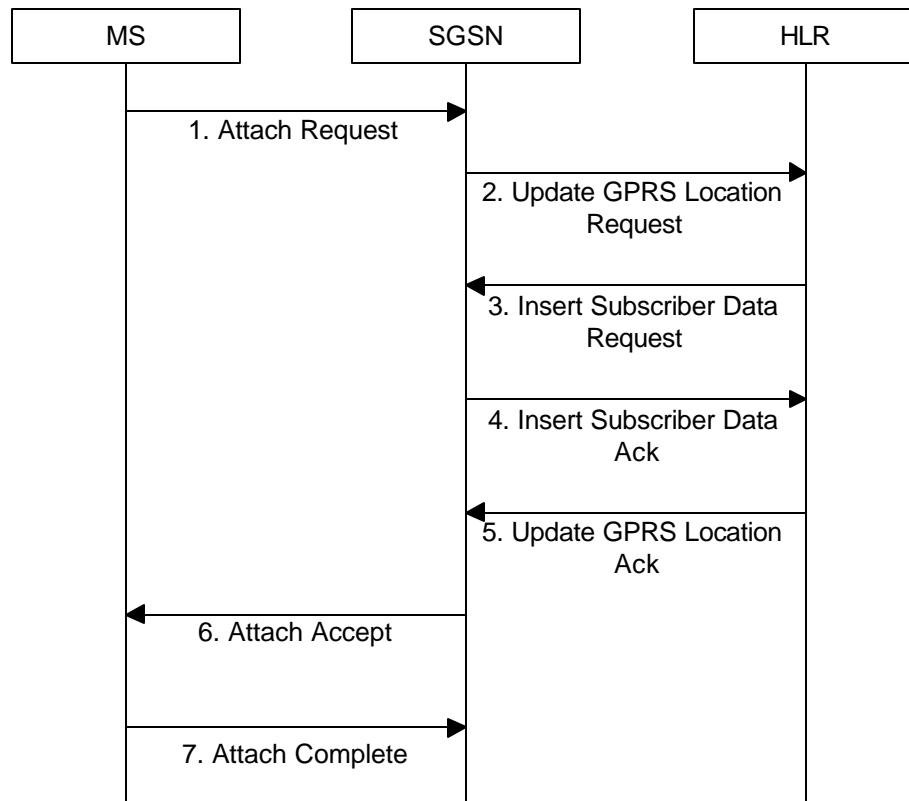 MS
SGSN
HLR
1. Attach Request
2. Update GPRS Location
Request
3. Insert Subscriber Data
Request
4. Insert Subscriber Data
Ack
5. Update GPRS Location
Ack
6. Attach Accept
7. Attach Complete